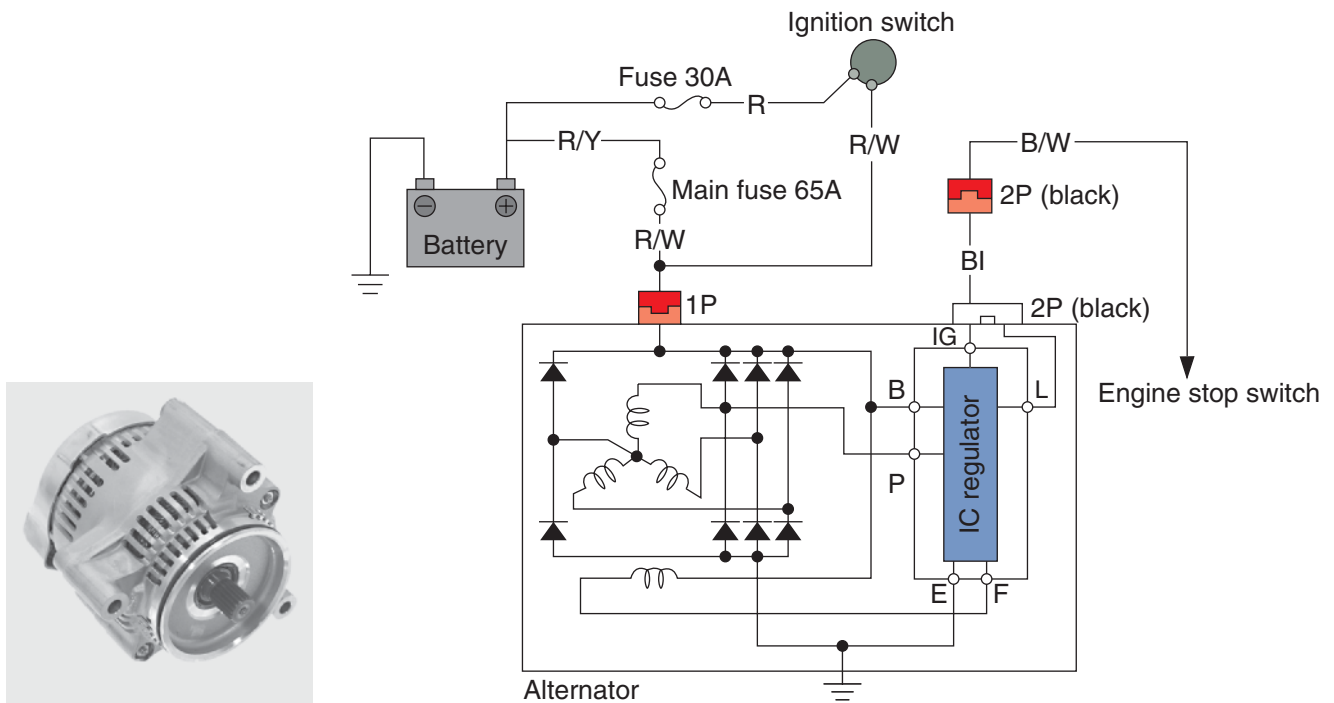 Ignition switch
Fuse 30A
R
R/Y
R/W
B/W
Main fuse 65A
2P (black)
Battery
R/W
BI
1P
2P (black)
IG
B
L
Engine stop switch
P
IC regulator
E
F
Alternator